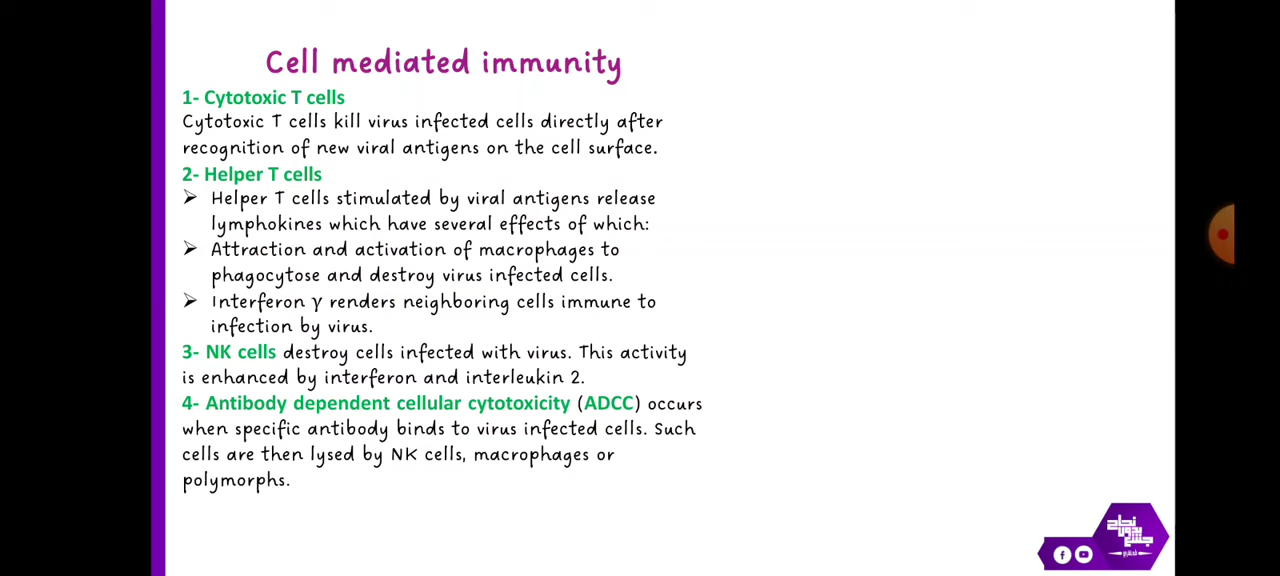 Cell mediated immunity
1- Cytotoxic T cells
Cytotoxic T cells kill virus infected cells directly after
recognition of new viral antigens on the cell surface.
2- Helper T cells
➢ Helper T cells stimulated by viral antigens release
lymphokines which have several effects of which:
➢ Attraction and activation of macrophages to
phagocytose and destroy virus infected cells.
➢ Interferon γ renders neighboring cells immune to
infection by virus.
3- NK cells destroy cells infected with virus. This activity
is enhanced by interferon and interleukin 2.
4- Antibody dependent cellular cytotoxicity (ADCC) occurs
when specific antibody binds to virus infected cells. Such
cells are then lysed by NK cells, macrophages or
polymorphs.
نجاح
بدون